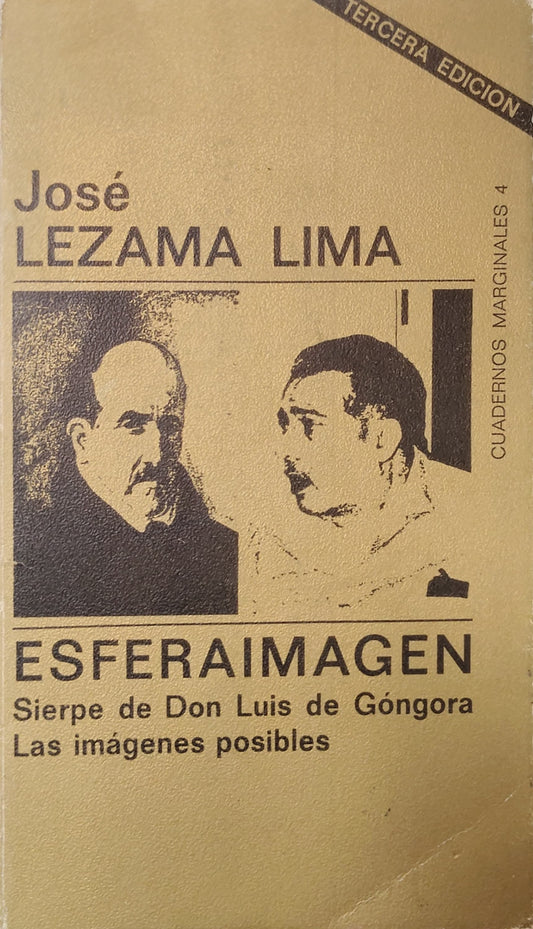 TERCERA EDICION
José
LEZAMA LIMA
CUADERNOS MARGINALES 4
ESFERAIMAGEN
Sierpe de Don Luis de Góngora
Las imágenes posibles